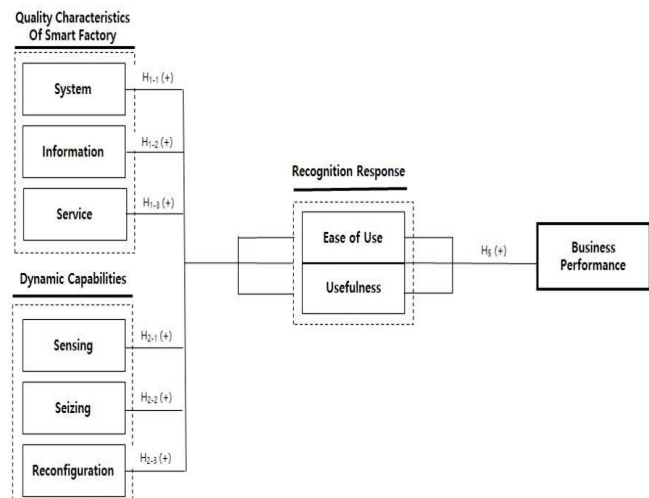 Quality Characteristics
Of Smart Factory
System
H1-1 (+)
Information
H1-2 (+)
Service
H1-3 (+)
Dynamic Capabilities
Sensing
H2-1 (+)
Seizing
H2-2 (+)
Reconfiguration
H2-3 (+)
Recognition Response
Ease of Use
Usefulness
H5 (+)
Business
Performance